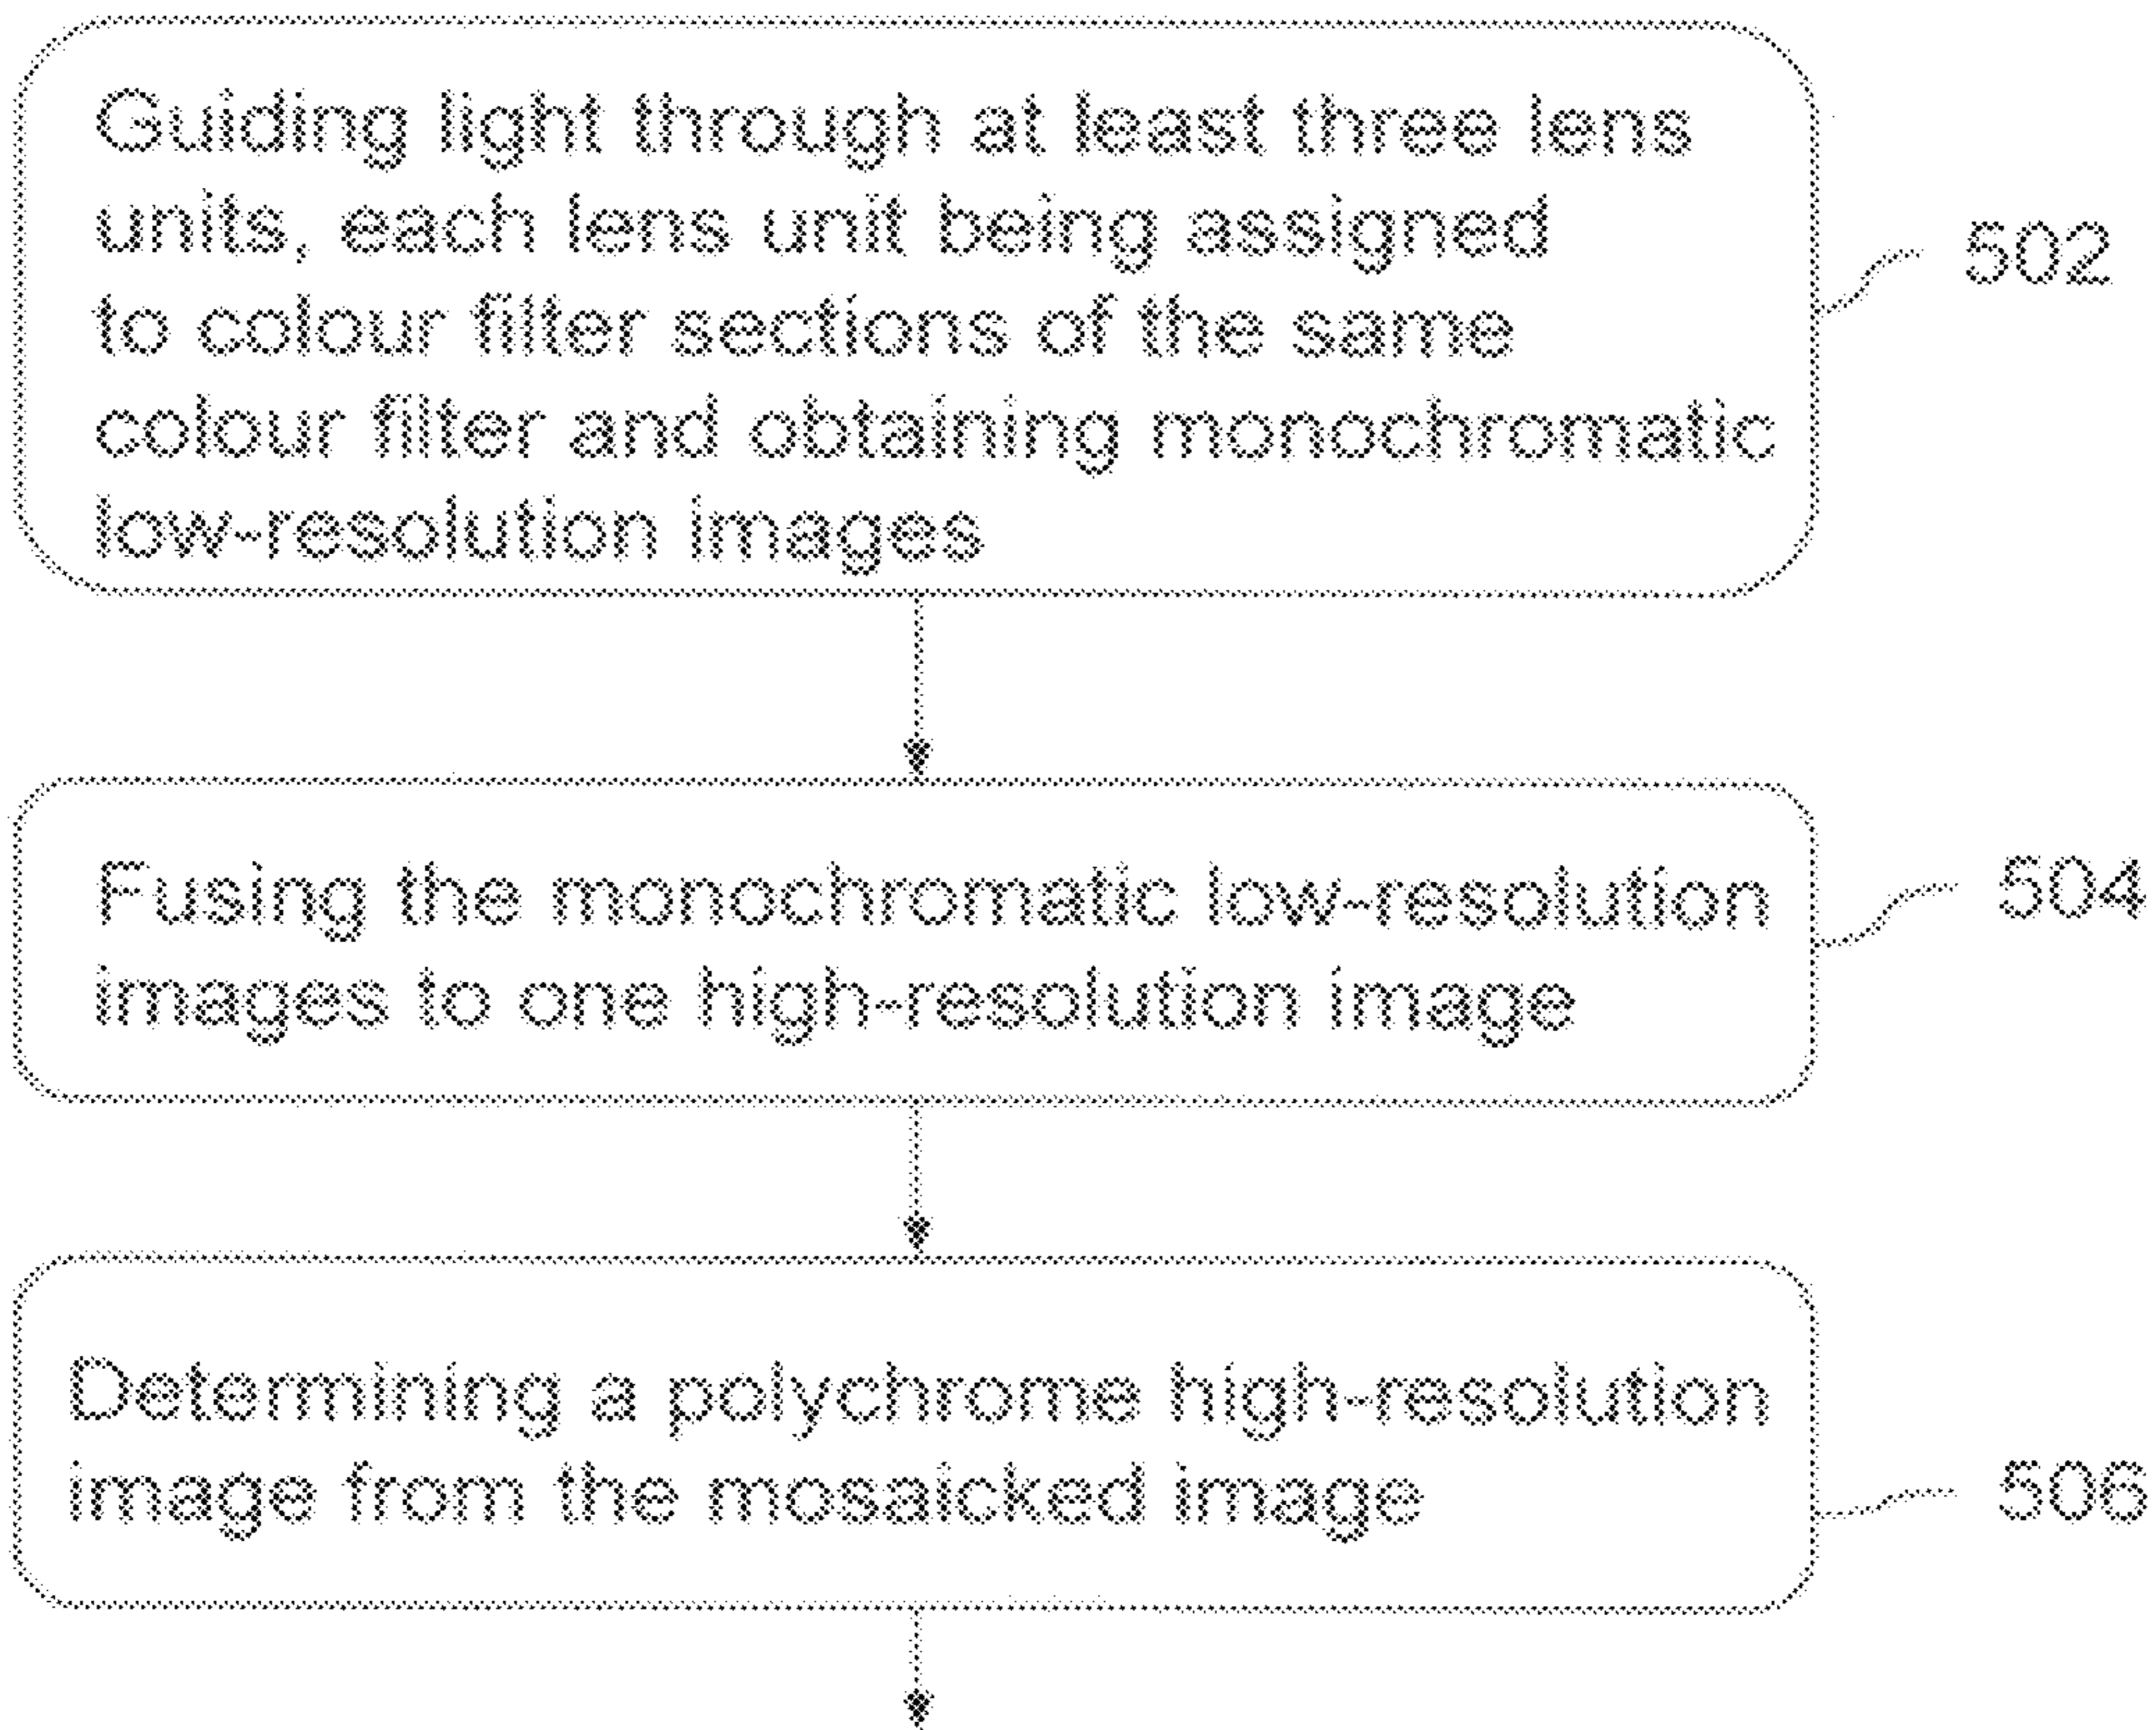 Guiding light through at least three lens
units, each lens unit being assigned
to colour filter sections of the same
colour filter and obtaining monochromatic
low-resolution images
502
Fusing the monochromatic low-resolution
images to one high-resolution image
504
Determining a polychrome high-resolution
image from the mosaicked image
506